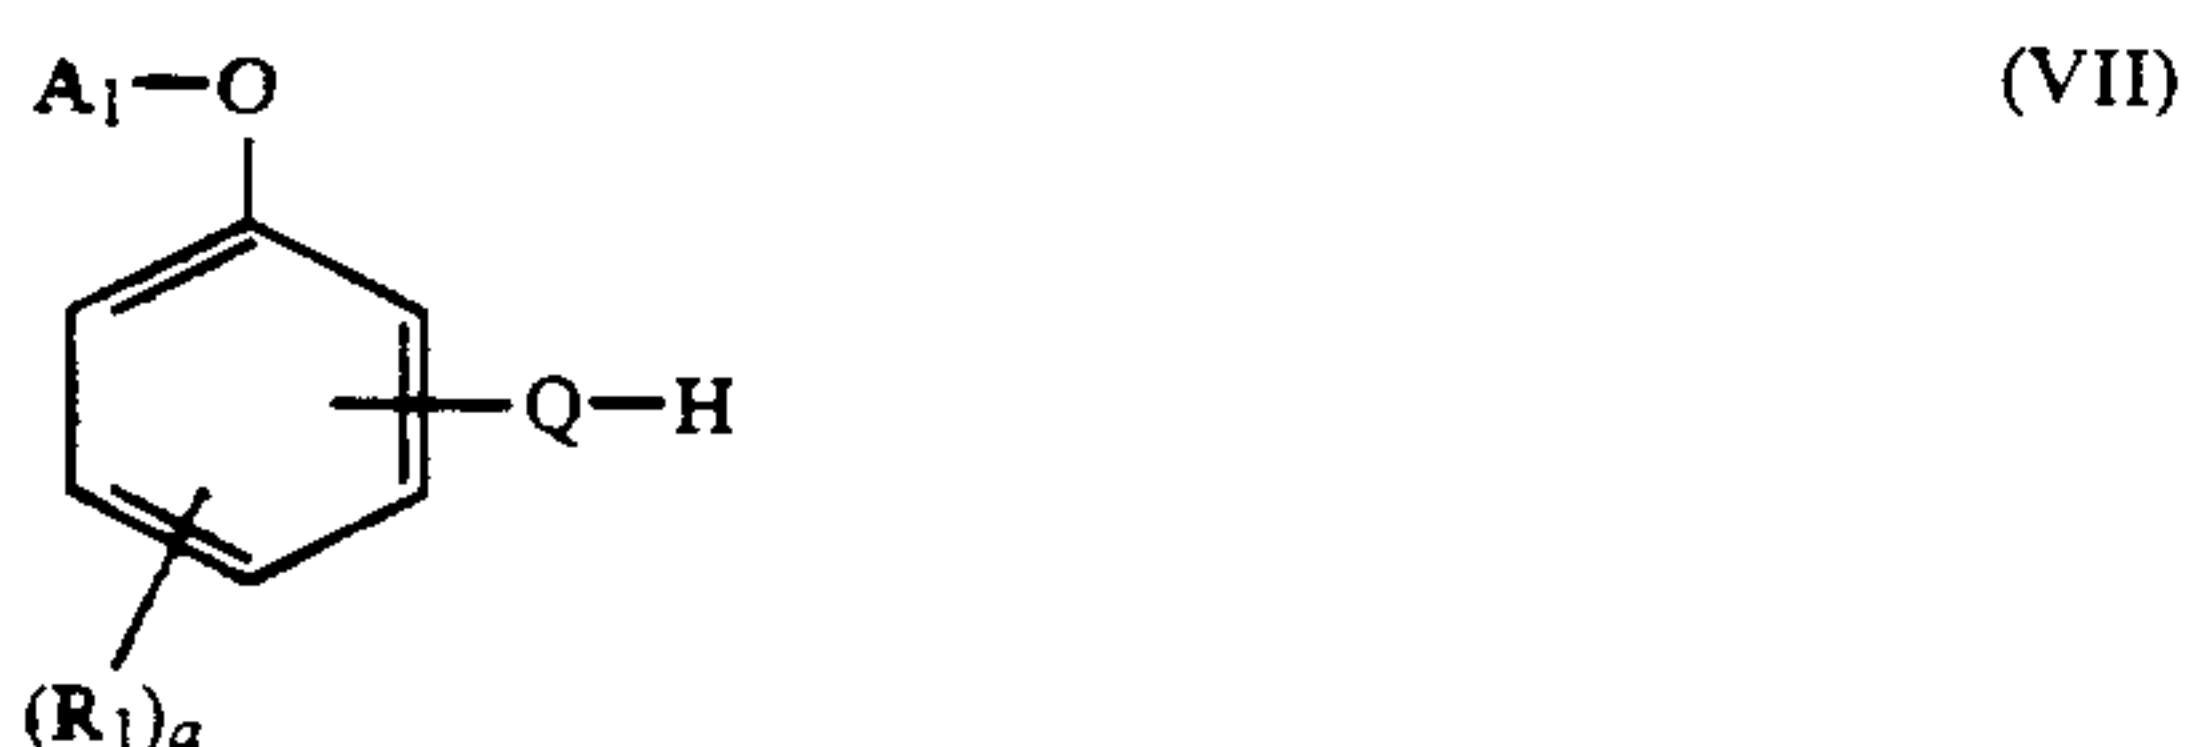 A1—O (VII)
Q—H
(R1)a